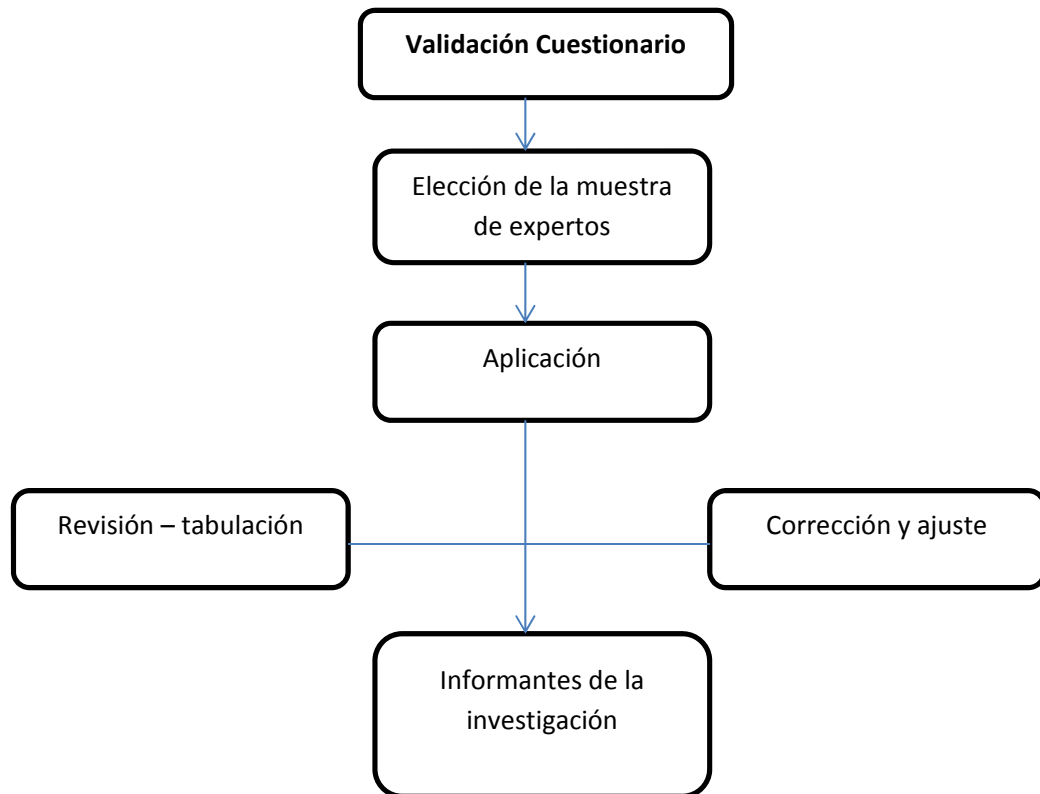 Validación Cuestionario
Elección de la muestra
de expertos
Aplicación
Revisión – tabulación
Corrección y ajuste
Informantes de la
investigación